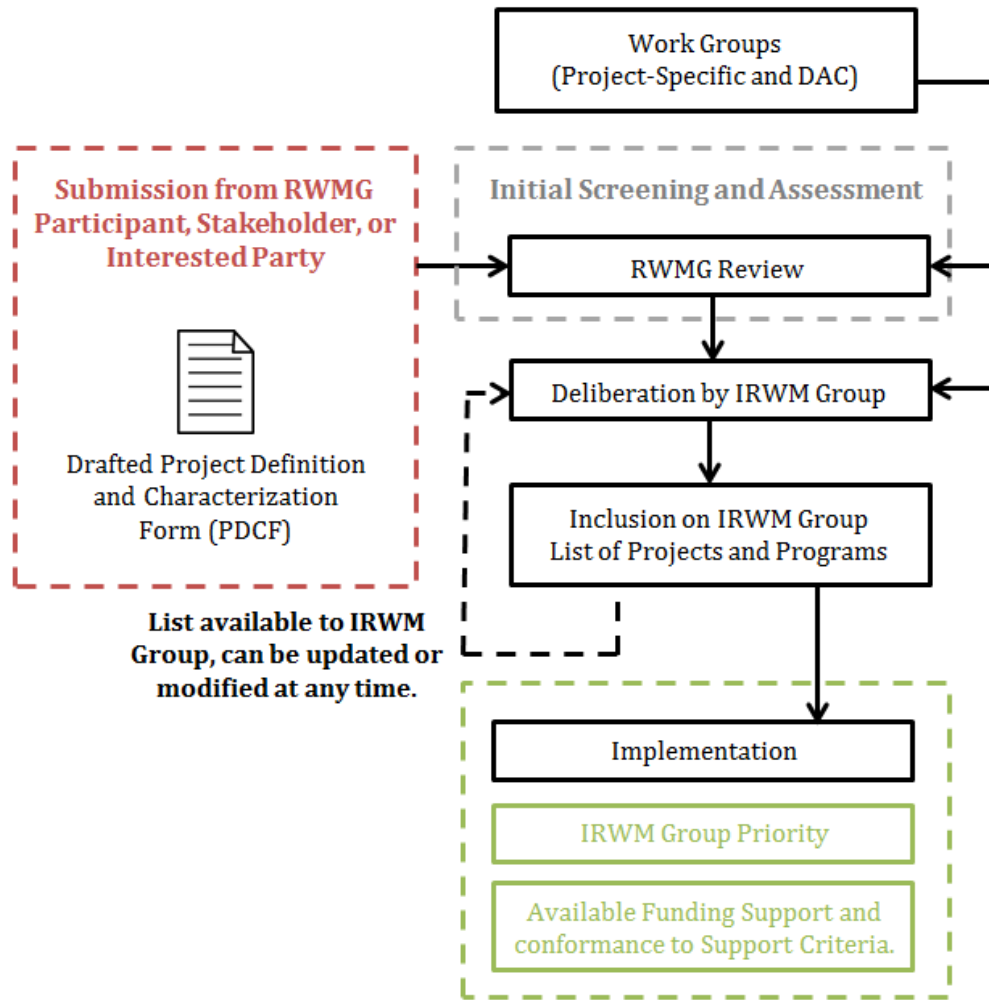 Work Groups
(Project-Specific and DAC)
Submission from RWMG
Participant, Stakeholder, or
Interested Party
Drafted Project Definition
and Characterization
Form (PDCF)
Initial Screening and Assessment
RWMG Review
Deliberation by IRWM Group
Inclusion on IRWM Group
List of Projects and Programs
List available to IRWM
Group, can be updated or
modified at any time.
Implementation
IRWM Group Priority
Available Funding Support and
conformance to Support Criteria.